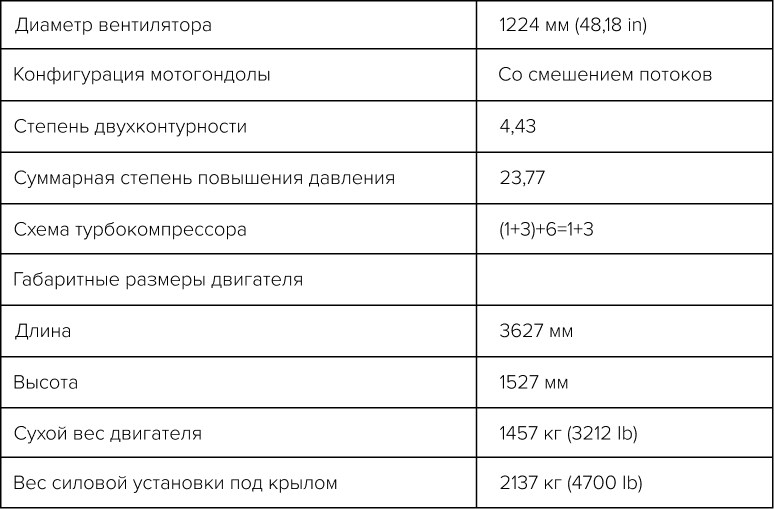 Диаметр вентилятора 1224 мм (48,18 in)
Конфигурация мотогондолы Со смешением потоков
Степень двухконтурности 4,43
Суммарная степень повышения давления 23,77
Схема турбокомпрессора (1+3)+6=1+3
Габаритные размеры двигателя
Длина 3627 мм
Высота 1527 мм
Сухой вес двигателя 1457 кг (3212 lb)
Вес силовой установки под крылом 2137 кг (4700 lb)